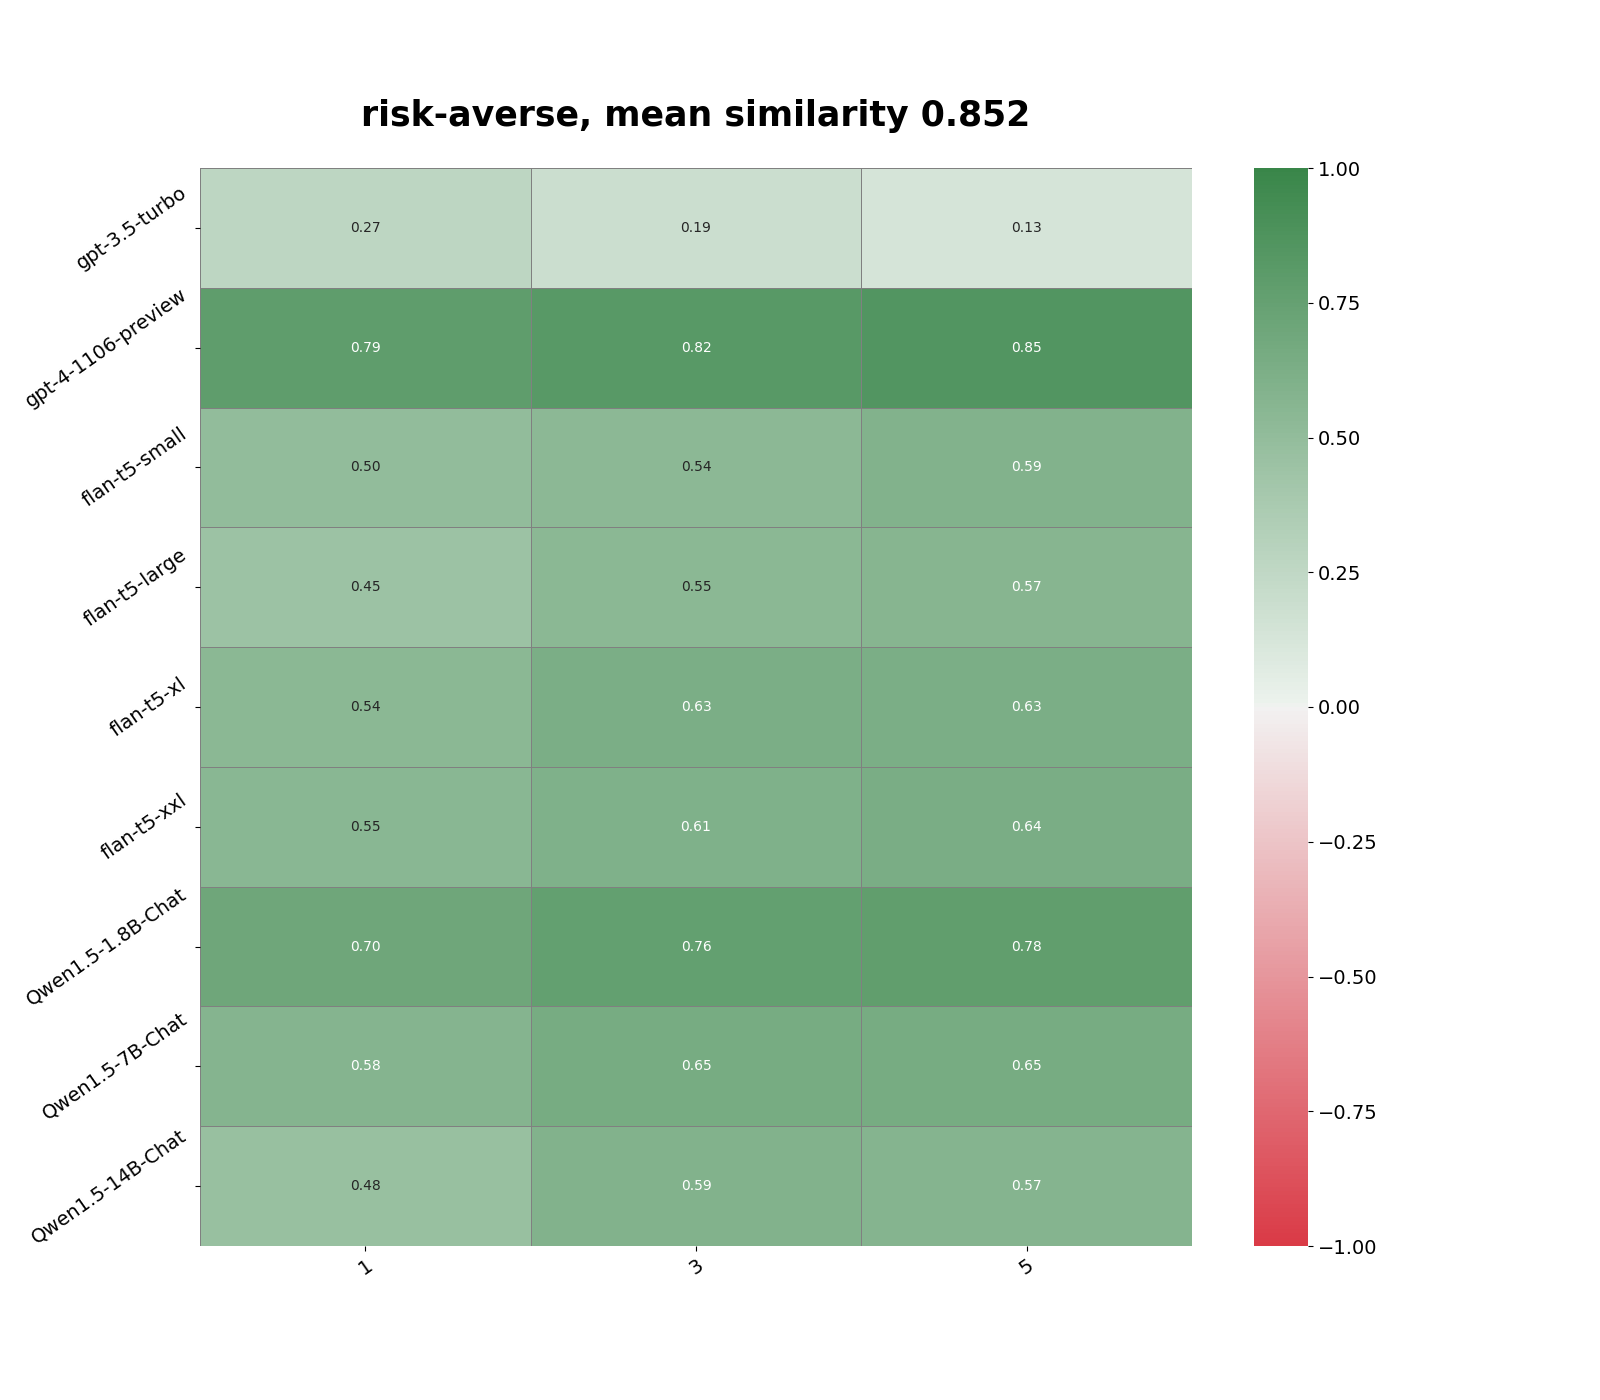 risk-averse, mean similarity 0.852
gpt-3.5-turbo 0.27 0.19 0.13
gpt-4-1106-preview 0.79 0.82 0.85
flan-t5-small 0.50 0.54 0.59
flan-t5-large 0.45 0.55 0.57
flan-t5-xl 0.54 0.63 0.63
flan-t5-xxl 0.55 0.61 0.64
Qwen1.5-1.8B-Chat 0.70 0.76 0.78
Qwen1.5-7B-Chat 0.58 0.65 0.65
Qwen1.5-14B-Chat 0.48 0.59 0.57
1 3 5
1.00
0.75
0.50
0.25
0.00
−0.25
−0.50
−0.75
−1.00